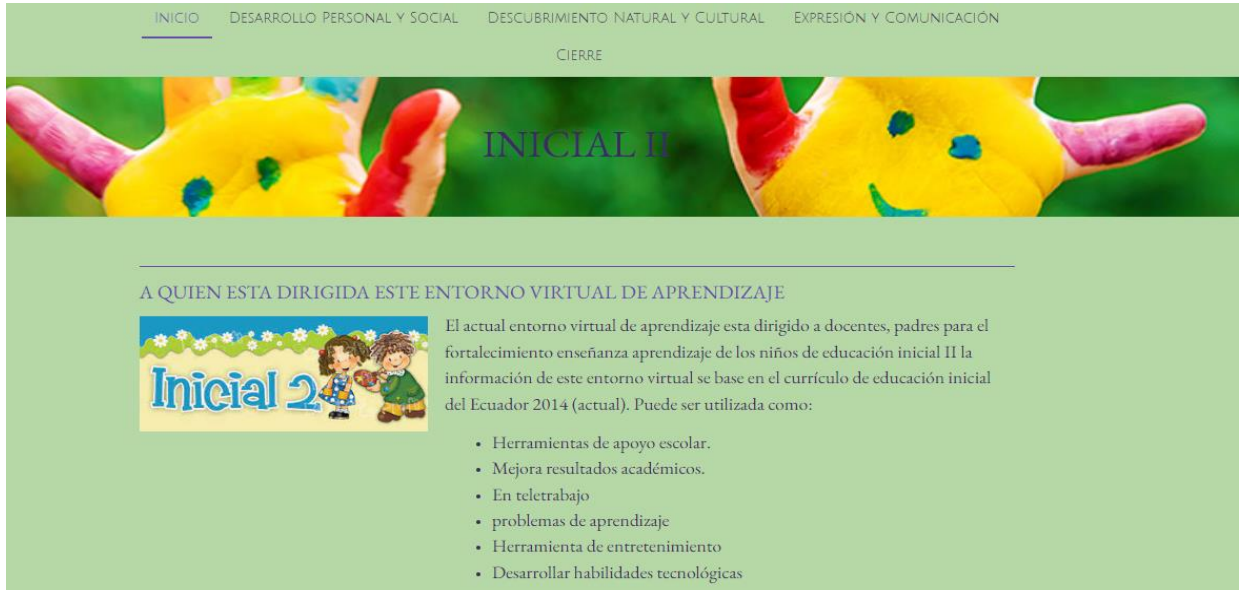 INICIO DESARROLLO PERSONAL Y SOCIAL DESCUBRIMIENTO NATURAL Y CULTURAL EXPRESIÓN Y COMUNICACIÓN
CIERRE
INICIAL II
A QUIEN ESTA DIRIGIDA ESTE ENTORNO VIRTUAL DE APRENDIZAJE
Inicial 2
El actual entorno virtual de aprendizaje esta dirigido a docentes, padres para el
fortalecimiento enseñanza aprendizaje de los niños de educación inicial II la
información de este entorno virtual se base en el currículo de educación inicial
del Ecuador 2014 (actual). Puede ser utilizada como:
• Herramientas de apoyo escolar.
• Mejora resultados académicos.
• En teletrabajo
• problemas de aprendizaje
• Herramienta de entretenimiento
• Desarrollar habilidades tecnológicas